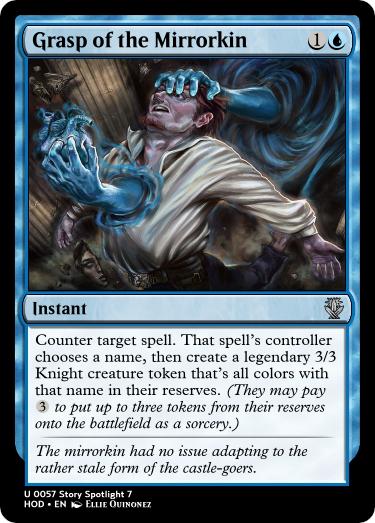 Grasp of the Mirrorkin 1
Instant
Counter target spell. That spell's controller
chooses a name, then create a legendary 3/3
Knight creature token that's all colors with
that name in their reserves. (They may pay
3 to put up to three tokens from their reserves
onto the battlefield as a sorcery.)
The mirrorkin had no issue adapting to the
rather stale form of the castle-goers.
U 0057 Story Spotlight 7
HOD • EN Ellie Quinonez